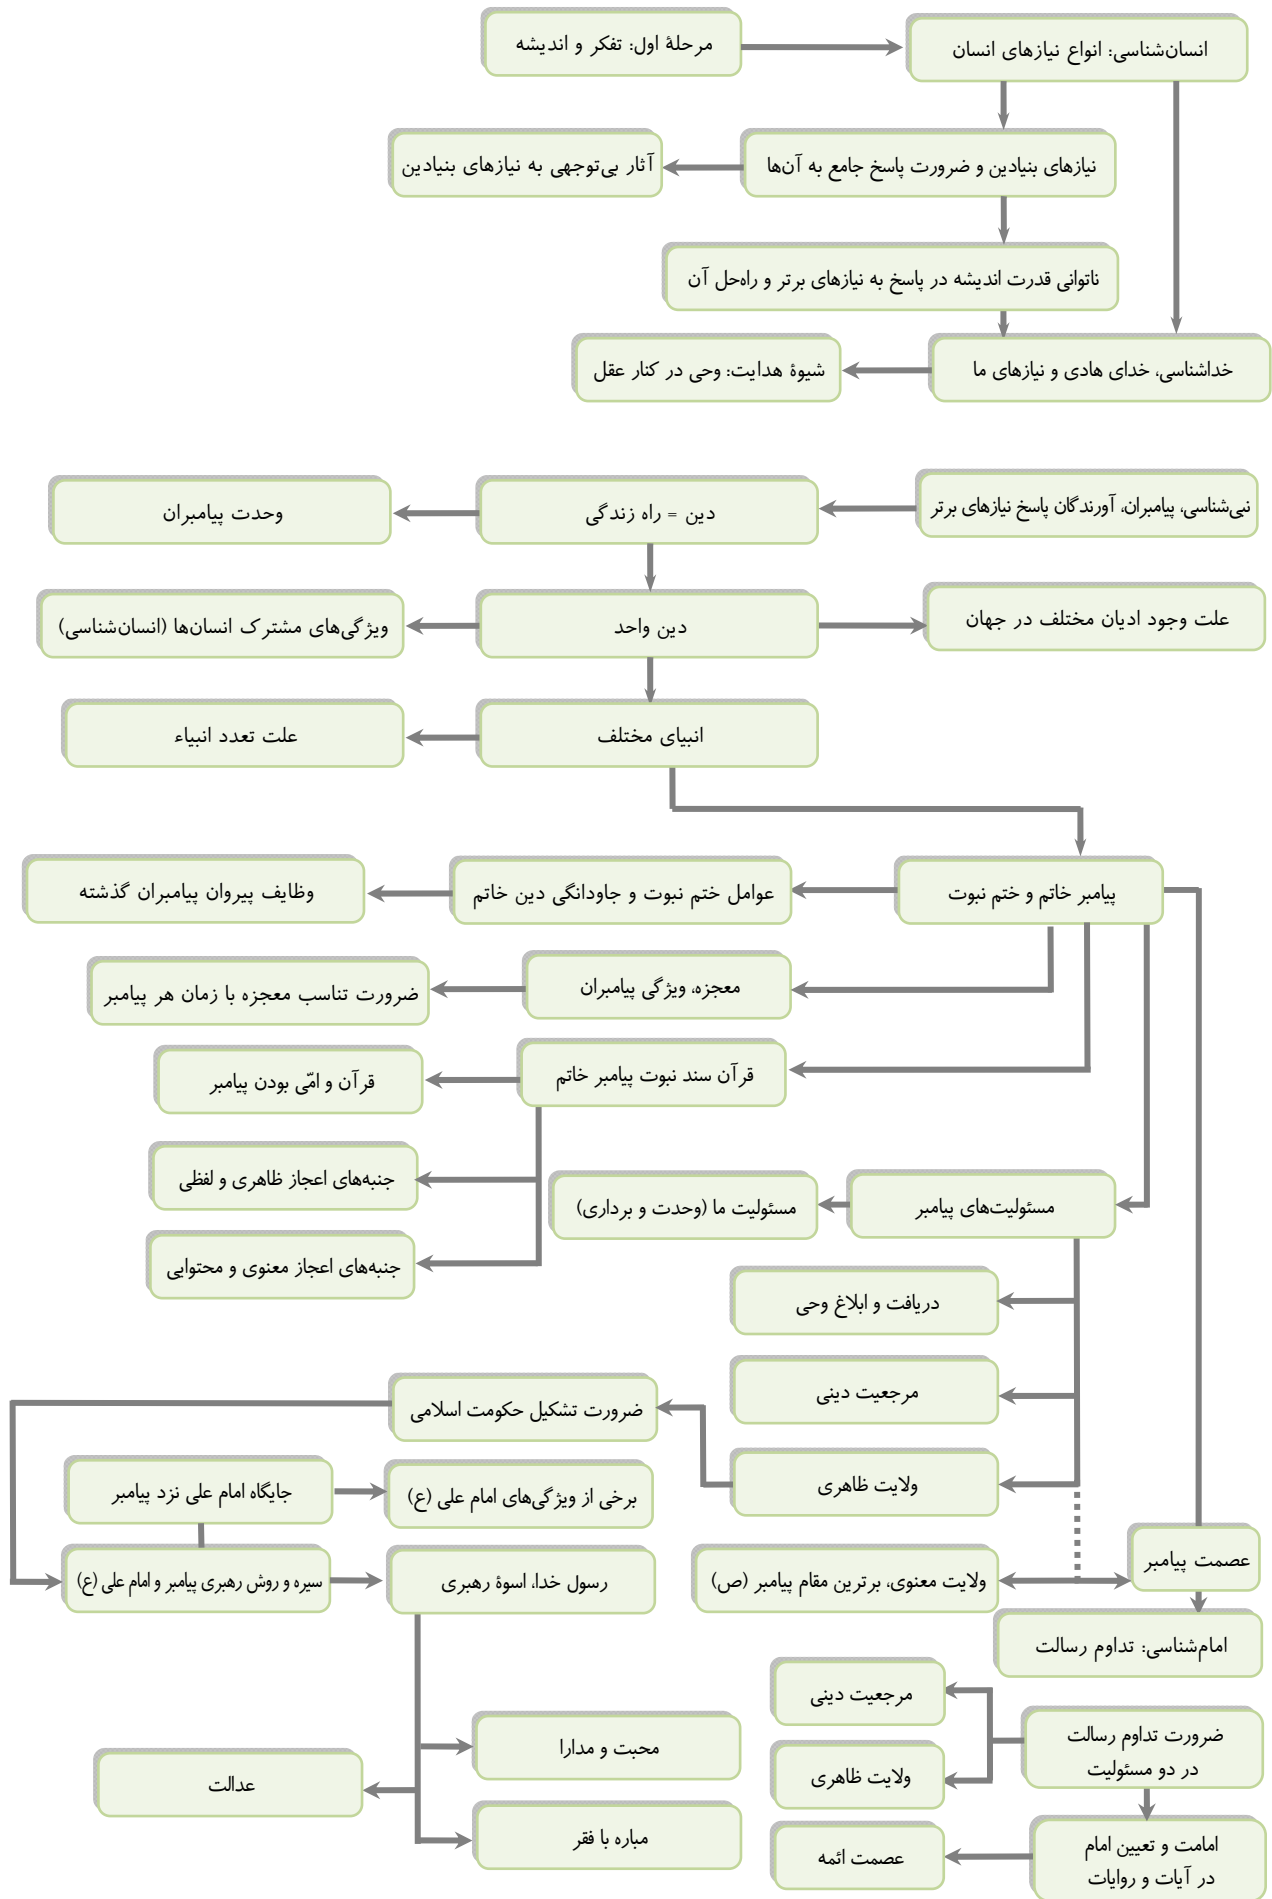 مرحلهٔ اول: تفکر و اندیشه
انسان‌شناسی: انواع نیازهای انسان
نیازهای بنیادین و ضرورت پاسخ جامع به آن‌ها
آثار بی‌توجهی به نیازهای بنیادین
ناتوانی قدرت اندیشه در پاسخ به نیازهای برتر و راه‌حل آن
خداشناسی، خدای هادی و نیازهای ما
شیوهٔ هدایت: وحی در کنار عقل
نبی‌شناسی، پیامبران، آورندگان پاسخ نیازهای برتر
دین = راه زندگی
وحدت پیامبران
علت وجود ادیان مختلف در جهان
دین واحد
ویژگی‌های مشترک انسان‌ها (انسان‌شناسی)
انبیای مختلف
علت تعدد انبیاء
پیامبر خاتم و ختم نبوت
عوامل ختم نبوت و جاودانگی دین خاتم
وظایف پیروان پیامبران گذشته
معجزه، ویژگی پیامبران
ضرورت تناسب معجزه با زمان هر پیامبر
قرآن سند نبوت پیامبر خاتم
قرآن و امّی بودن پیامبر
جنبه‌های اعجاز ظاهری و لفظی
جنبه‌های اعجاز معنوی و محتوایی
مسئولیت‌های پیامبر
مسئولیت ما (وحدت و برداری)
دریافت و ابلاغ وحی
مرجعیت دینی
ولایت ظاهری
ضرورت تشکیل حکومت اسلامی
جایگاه امام علی نزد پیامبر
برخی از ویژگی‌های امام علی (ع)
سیره و روش رهبری پیامبر و امام علی (ع)
رسول خدا، اسوهٔ رهبری
عصمت پیامبر
ولایت معنوی، برترین مقام پیامبر (ص)
امام‌شناسی: تداوم رسالت
ضرورت تداوم رسالت
در دو مسئولیت
مرجعیت دینی
ولایت ظاهری
امامت و تعیین امام
در آیات و روایات
عصمت ائمه
محبت و مدارا
عدالت
مباره با فقر